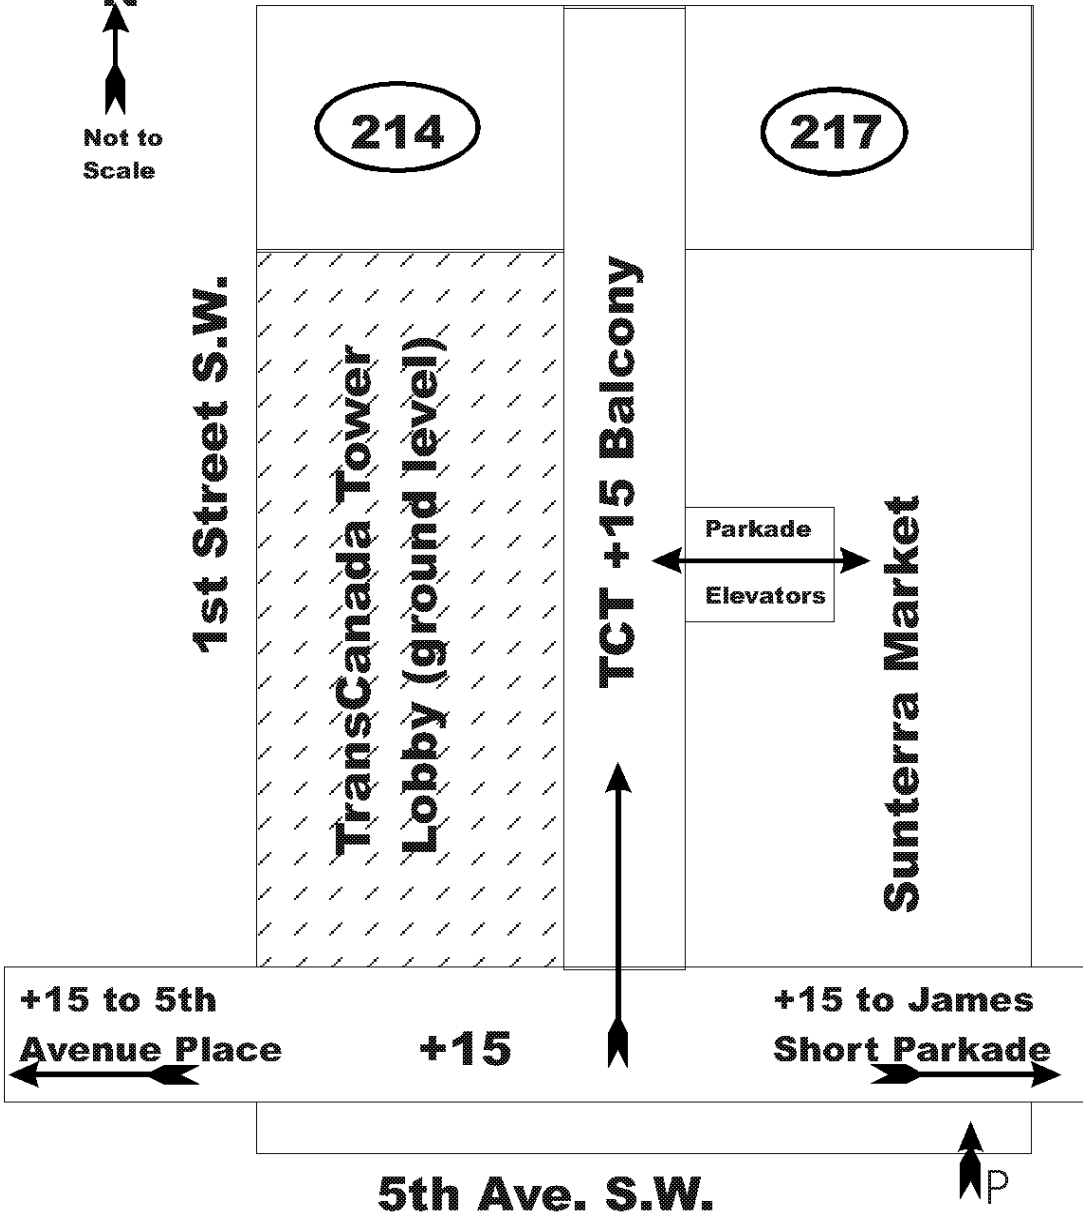 N
Not to
Scale
214
217
1st Street S.W.
TransCanada Tower
Lobby (ground level)
TCT +15 Balcony
Parkade
Elevators
Sunterra Market
+15 to 5th
Avenue Place
+15
+15 to James
Short Parkade
P
5th Ave. S.W.